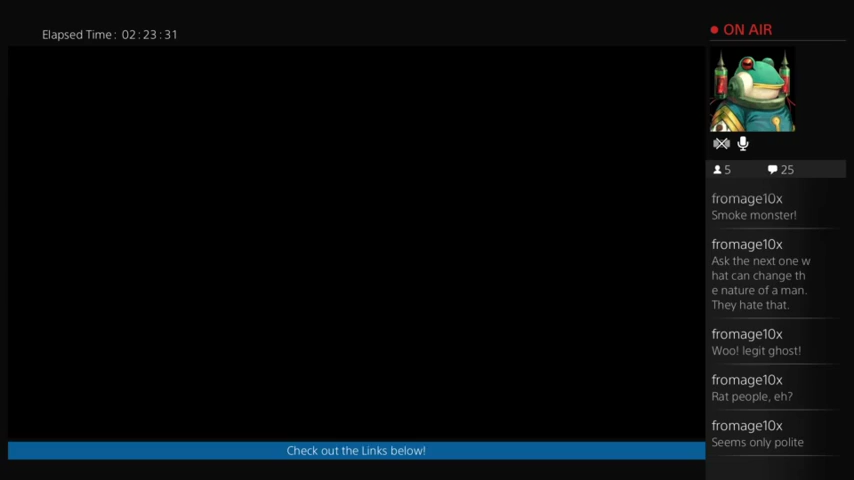 Elapsed Time: 02:23:31
ON AIR
5 25
fromage10x
Smoke monster!
fromage10x
Ask the next one w
hat can change th
e nature of a man.
They hate that.
fromage10x
Woo! legit ghost!
fromage10x
Rat people, eh?
fromage10x
Seems only polite
Check out the Links below!